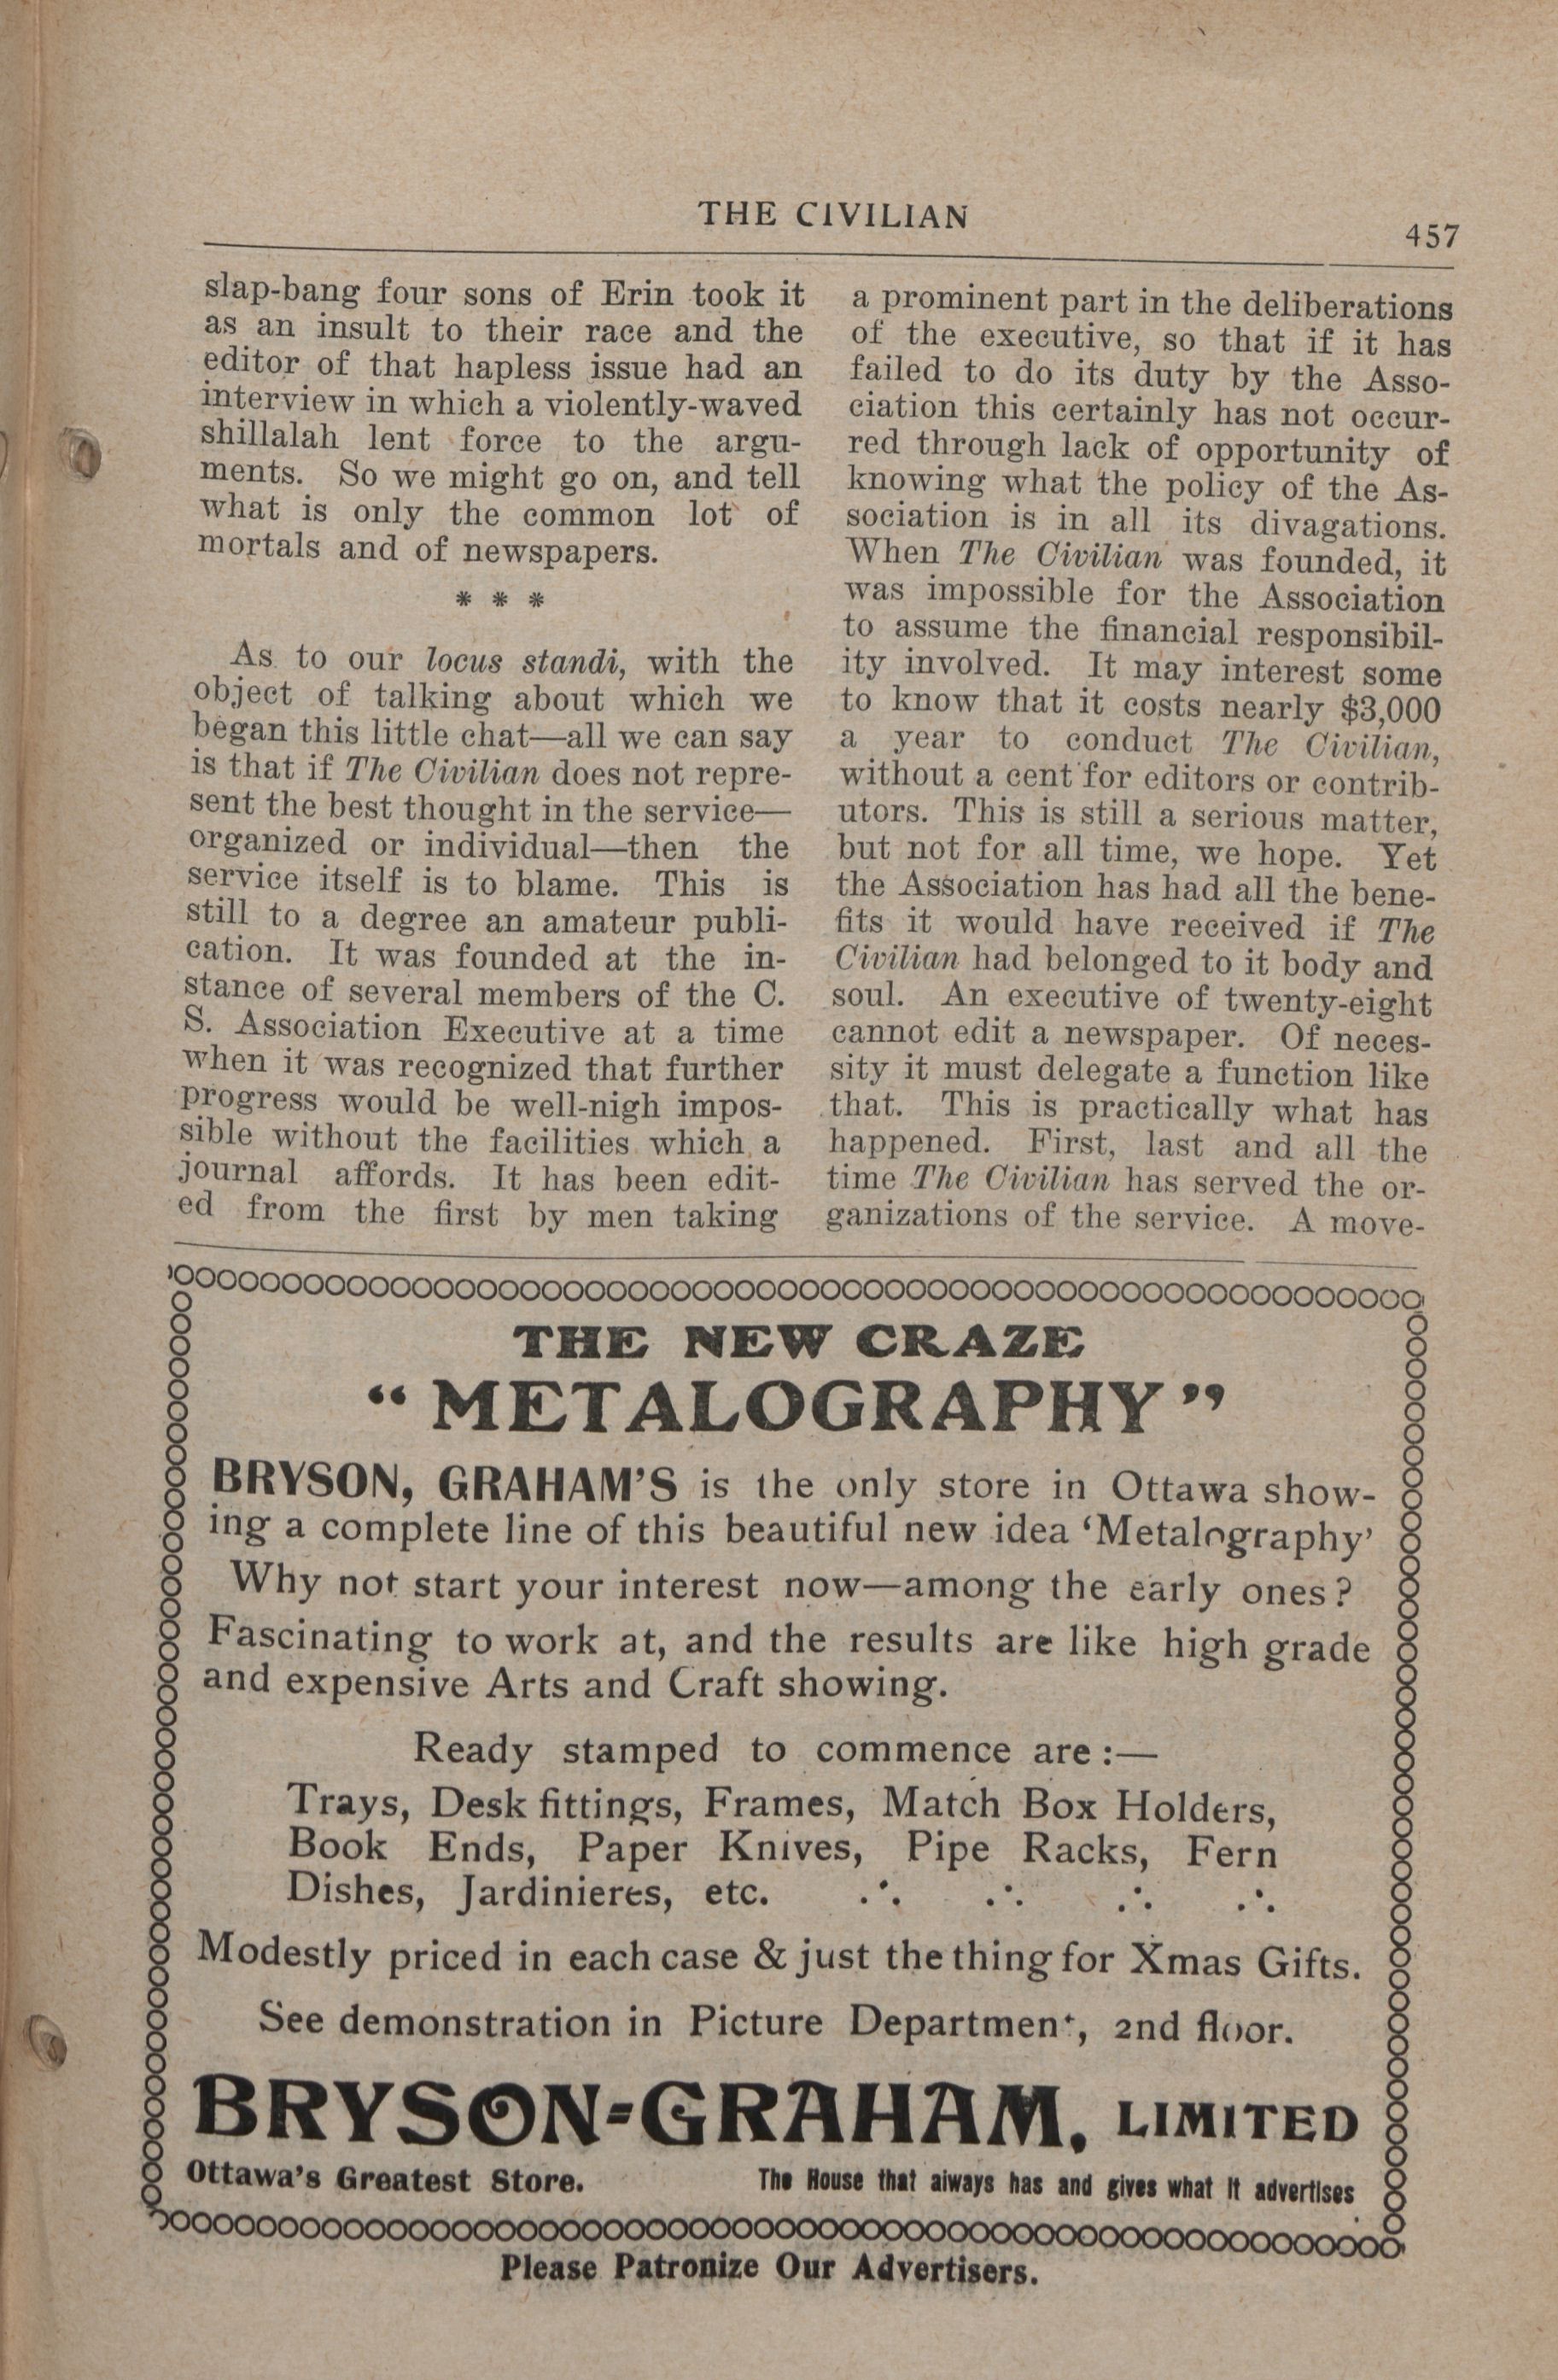 THE CIVILIAN
457
slap-bang four sons of Erin took it
as an insult to their race and the
editor of that hapless issue had an
interview in which a violently-waved
shillalah lent force to the argu-
ments. So we might go on, and tell
what is only the common lot of
mortals and of newspapers.
* * *
As to our locus standi, with the
object of talking about which we
began this little chat—all we can say
is that if The Civilian does not repre-
sent the best thought in the service—
organized or individual—then the
service itself is to blame. This is
still to a degree an amateur publi-
cation. It was founded at the in-
stance of several members of the C.
S. Association Executive at a time
when it was recognized that further
progress would be well-nigh impos-
sible without the facilities which a
journal affords. It has been edit-
ed from the first by men taking
a prominent part in the deliberations
of the executive, so that if it has
failed to do its duty by the Asso-
ciation this certainly has not occur-
red through lack of opportunity of
knowing what the policy of the As-
sociation is in all its divagations.
When The Civilian was founded, it
was impossible for the Association
to assume the financial responsibil-
ity involved. It may interest some
to know that it costs nearly $3,000
a year to conduct The Civilian,
without a cent for editors or contrib-
utors. This is still a serious matter,
but not for all time, we hope. Yet
the Association has had all the bene-
fits it would have received if The
Civilian had belonged to it body and
soul. An executive of twenty-eight
cannot edit a newspaper. Of neces-
sity it must delegate a function like
that. This is practically what has
happened. First, last and all the
time The Civilian has served the or-
ganizations of the service. A move-
THE NEW CRAZE
"METALOGRAPHY"
BRYSON, GRAHAM'S is the only store in Ottawa show-
ing a complete line of this beautiful new idea 'Metalography'
Why not start your interest now—among the early ones?
Fascinating to work at, and the results are like high grade
and expensive Arts and Craft showing.
Ready stamped to commence are:—
Trays, Desk fittings, Frames, Match Box Holders,
Book Ends, Paper Knives, Pipe Racks, Fern
Dishes, Jardinieres, etc. ∴ ∴ ∴ ∴
Modestly priced in each case & just the thing for Xmas Gifts.
See demonstration in Picture Department, 2nd floor.
BRYSON-GRAHAM, LIMITED
Ottawa's Greatest Store. The House that always has and gives what it advertises
Please Patronize Our Advertisers.